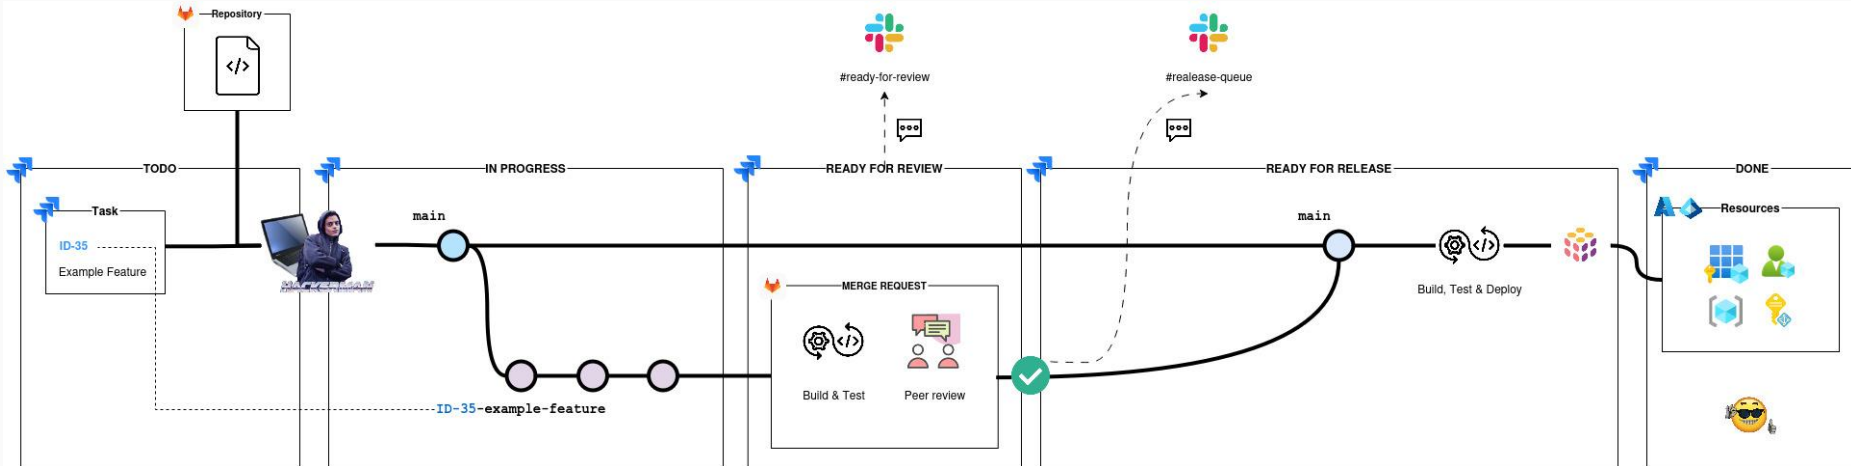 Repository
</>
#ready-for-review
#realease-queue
TODO
IN PROGRESS
READY FOR REVIEW
READY FOR RELEASE
DONE
Task
ID-35
Example Feature
HACKERMAN
main
main
Resources
MERGE REQUEST
</>
Build & Test
Peer review
</>
Build, Test & Deploy
ID-35-example-feature